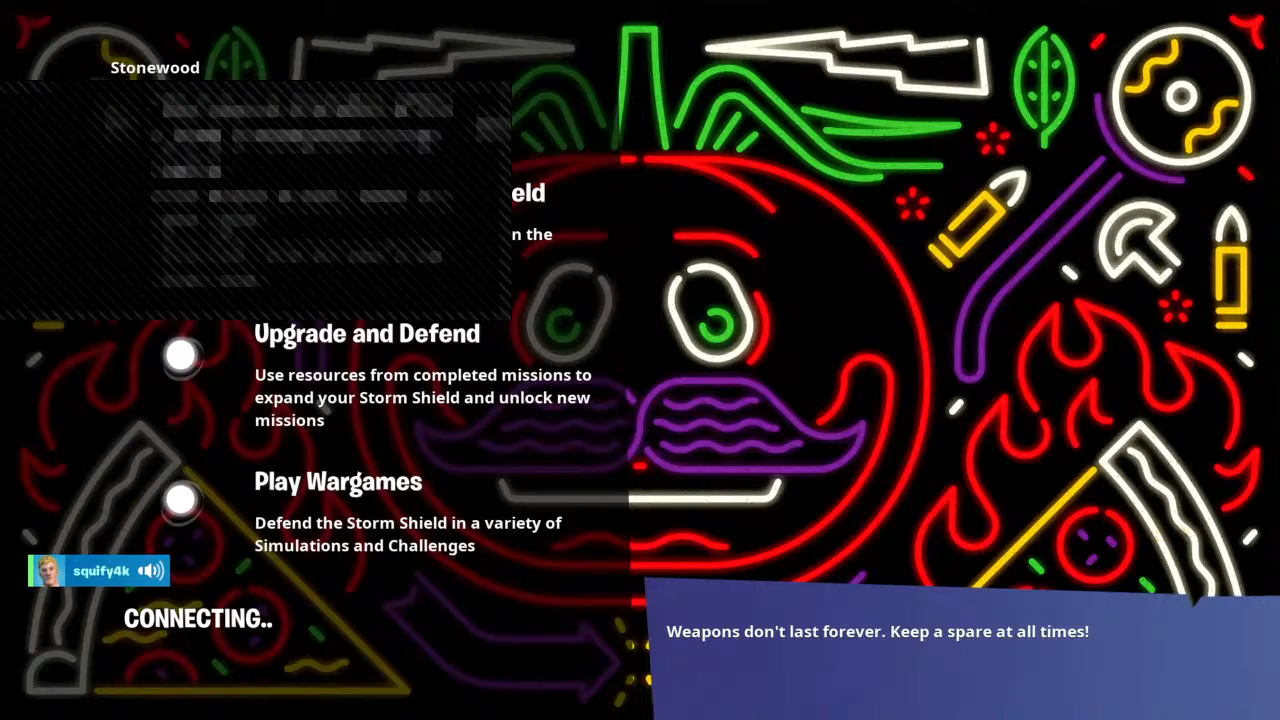 Stonewood
eld
n the
Upgrade and Defend
Use resources from completed missions to
expand your Storm Shield and unlock new
missions
Play Wargames
Defend the Storm Shield in a variety of
Simulations and Challenges
squify4k
CONNECTING..
Weapons don't last forever. Keep a spare at all times!